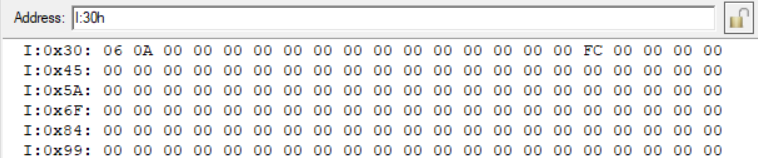 Address: I:30h
I:0x30: 06 0A 00 00 00 00 00 00 00 00 00 00 00 00 00 00 FC 00 00 00 00
I:0x45: 00 00 00 00 00 00 00 00 00 00 00 00 00 00 00 00 00 00 00 00 00
I:0x5A: 00 00 00 00 00 00 00 00 00 00 00 00 00 00 00 00 00 00 00 00 00
I:0x6F: 00 00 00 00 00 00 00 00 00 00 00 00 00 00 00 00 00 00 00 00 00
I:0x84: 00 00 00 00 00 00 00 00 00 00 00 00 00 00 00 00 00 00 00 00 00
I:0x99: 00 00 00 00 00 00 00 00 00 00 00 00 00 00 00 00 00 00 00 00 00